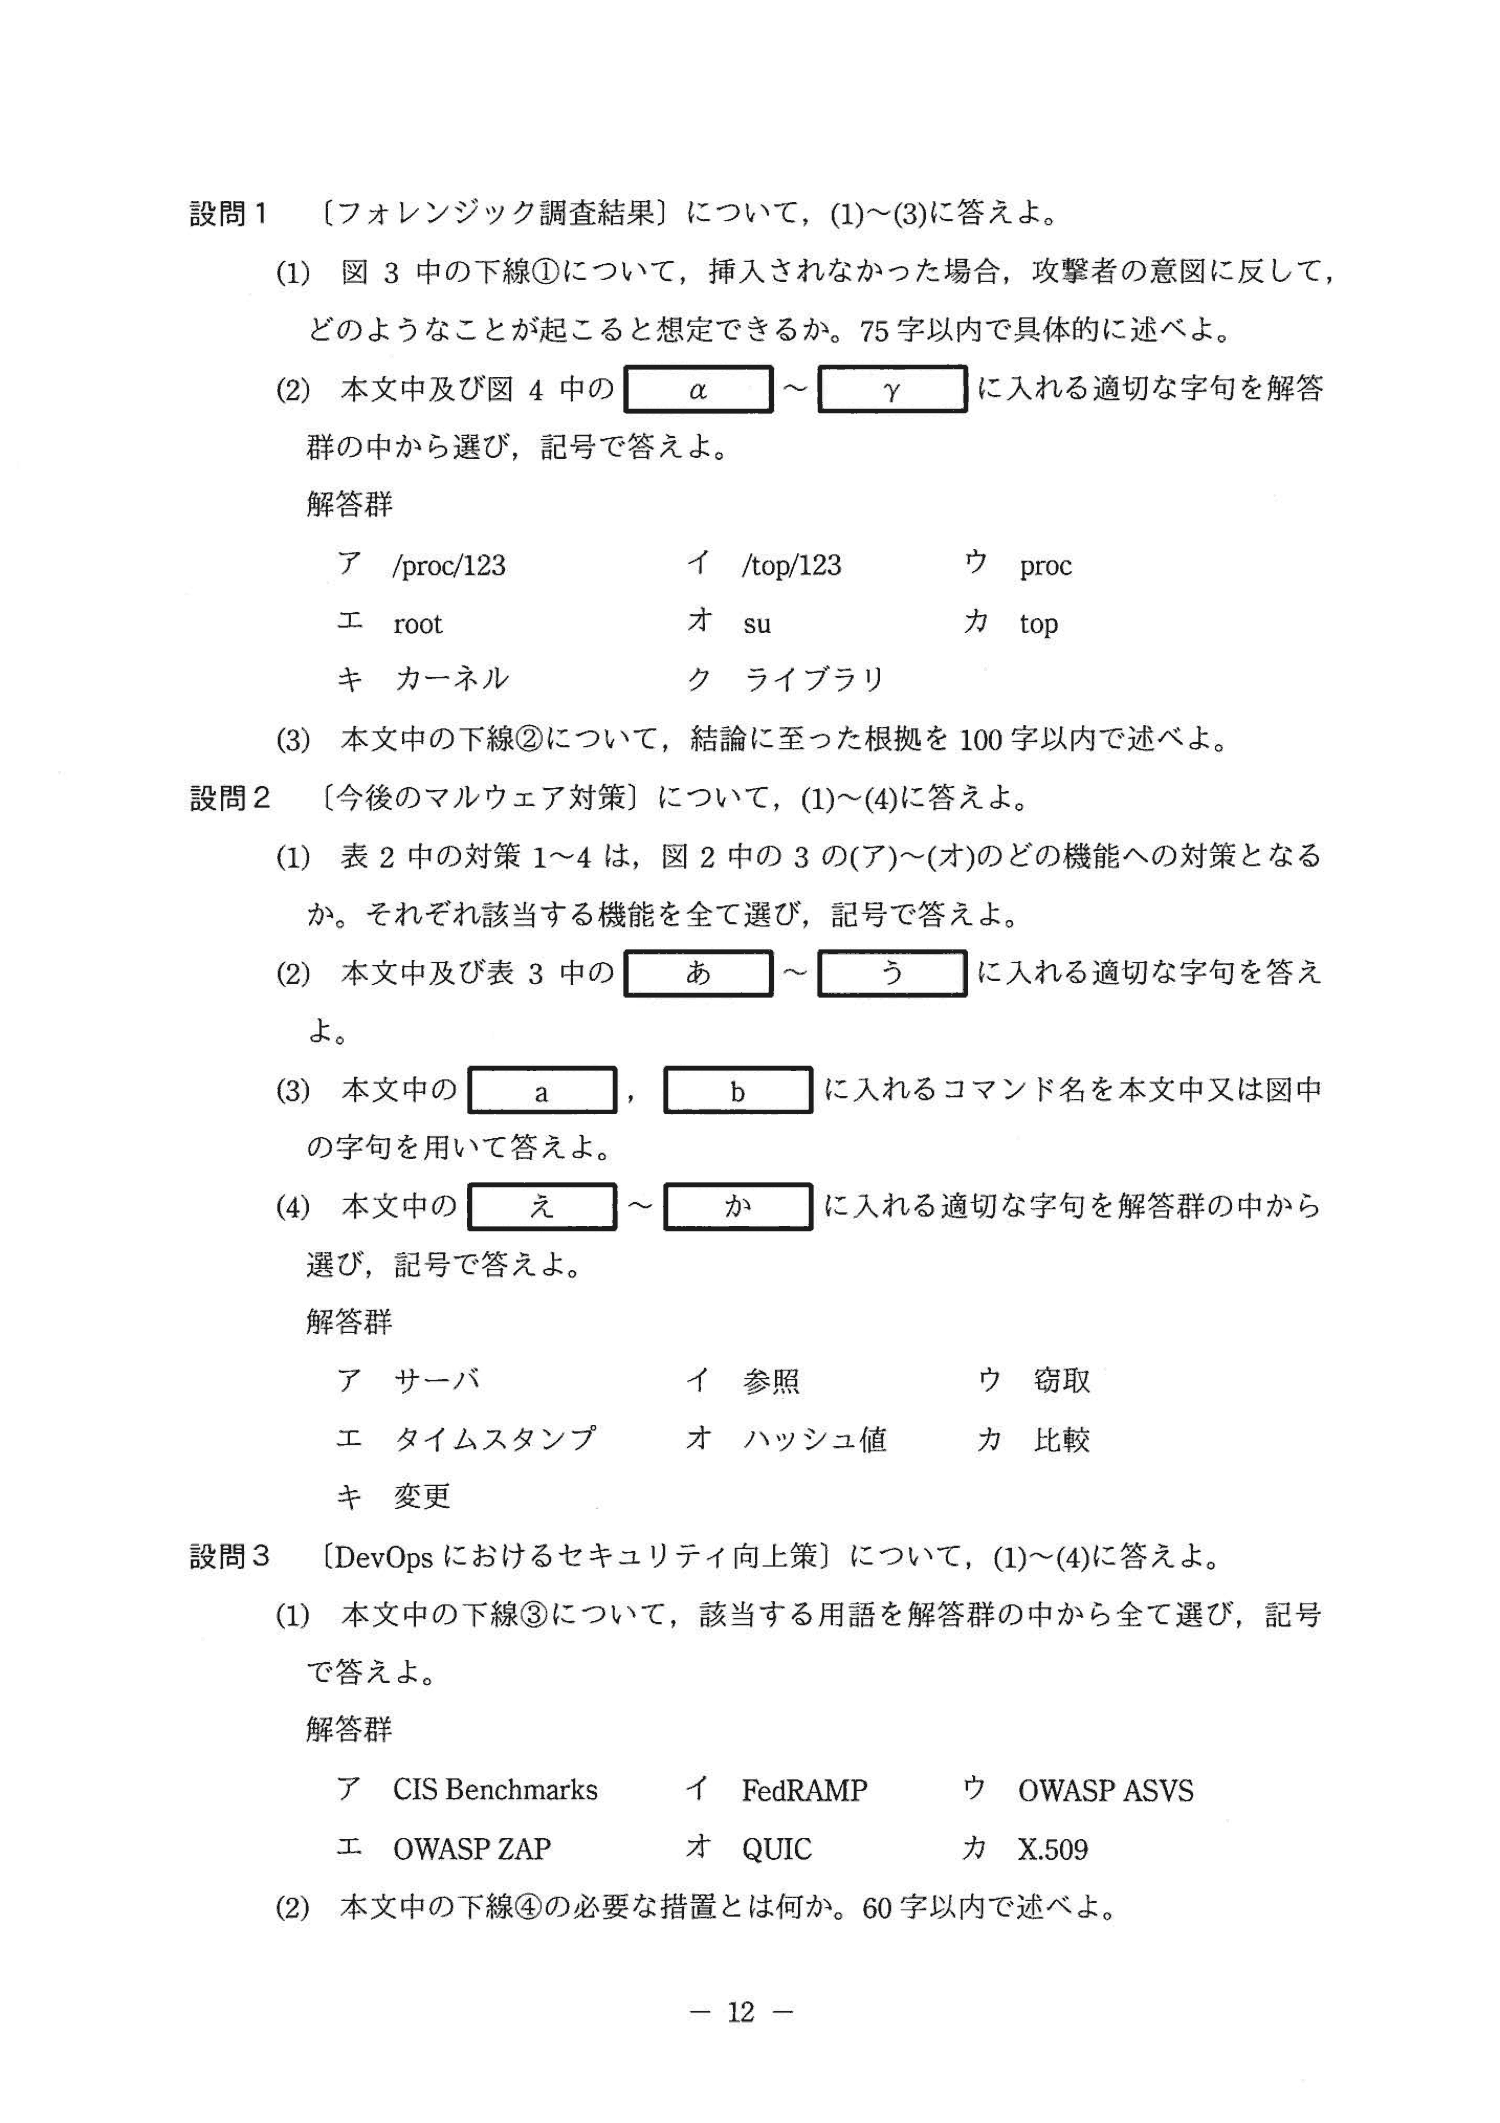 設問1 〔フォレンジック調査結果〕について，(1)～(3)に答えよ。
(1) 図 3 中の下線①について，挿入されなかった場合，攻撃者の意図に反して，
どのようなことが起こると想定できるか。75 字以内で具体的に述べよ。
(2) 本文中及び図 4 中の α ～ γ に入れる適切な字句を解答
群の中から選び，記号で答えよ。
解答群
ア /proc/123 イ /top/123 ウ proc
エ root オ su カ top
キ カーネル ク ライブラリ
(3) 本文中の下線②について，結論に至った根拠を 100 字以内で述べよ。
設問2 〔今後のマルウェア対策〕について，(1)～(4)に答えよ。
(1) 表 2 中の対策 1～4 は，図 2 中の 3 の(ア)～(オ)のどの機能への対策となる
か。それぞれ該当する機能を全て選び，記号で答えよ。
(2) 本文中及び表 3 中の あ ～ う に入れる適切な字句を答え
よ。
(3) 本文中の a ， b に入れるコマンド名を本文中又は図中
の字句を用いて答えよ。
(4) 本文中の え ～ か に入れる適切な字句を解答群の中から
選び，記号で答えよ。
解答群
ア サーバ イ 参照 ウ 窃取
エ タイムスタンプ オ ハッシュ値 カ 比較
キ 変更
設問3 〔DevOps におけるセキュリティ向上策〕について，(1)～(4)に答えよ。
(1) 本文中の下線③について，該当する用語を解答群の中から全て選び，記号
で答えよ。
解答群
ア CIS Benchmarks イ FedRAMP ウ OWASP ASVS
エ OWASP ZAP オ QUIC カ X.509
(2) 本文中の下線④の必要な措置とは何か。60 字以内で述べよ。
－ 12 －